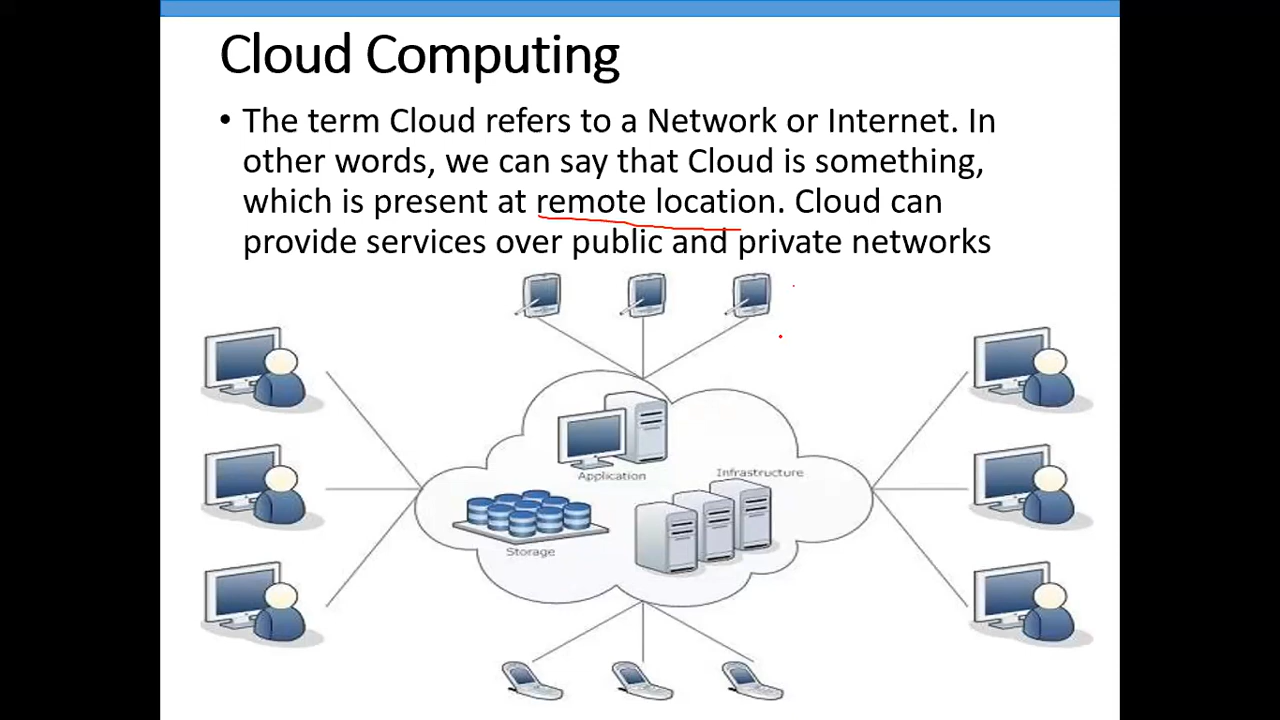 Cloud Computing
• The term Cloud refers to a Network or Internet. In
other words, we can say that Cloud is something,
which is present at remote location. Cloud can
provide services over public and private networks
Application
Infrastructure
Storage